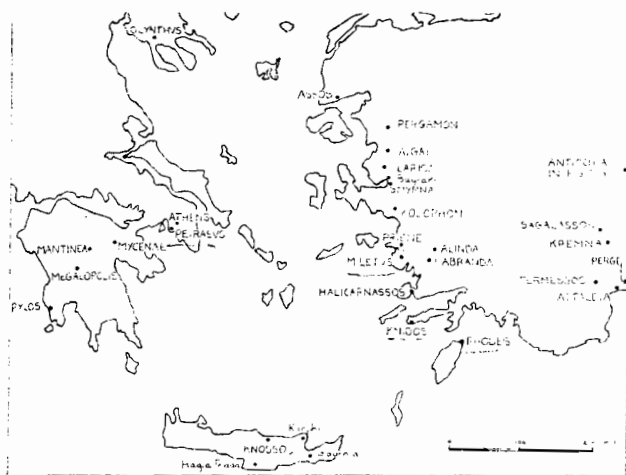 OLYNTHUS
ASSOS
PERGAMON
AIGAI
LARISA
SMYRNA
ANTIOCHIA
KOLOPHON
ATHENS
PEIRAEUS
SAGALASSOS
KREMNA
PRIENE
MANTINEA
MYCENAE
ALINDA
PERGE
MILETUS
LABRANDA
MEGALOPOLIS
TERMESSOS
HALICARNASSOS
ATTALEIA
PYLOS
KNIDOS
RHODES
KNOSSOS